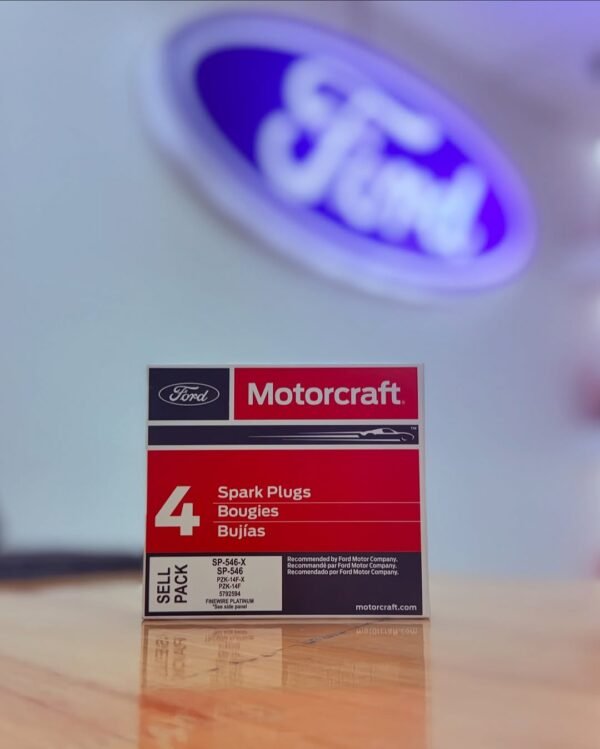 Ford
Ford
Motorcraft
™
4
Spark Plugs
Bougies
Bujías
SELL
PACK
SP-546-X
SP-546
PZK-14F-X
PZK-14F
5792594
FINEWIRE PLATINUM
*See side panel
Recommended by Ford Motor Company.
Recommandé par Ford Motor Company.
Recomendado por Ford Motor Company.
motorcraft.com